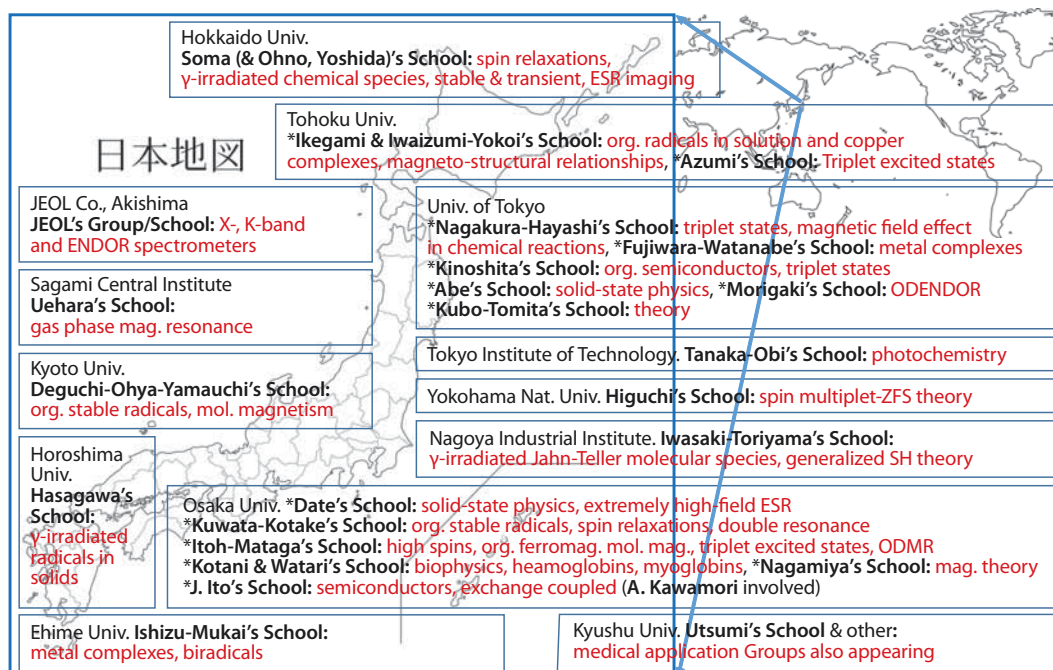 Hokkaido Univ.
Soma (& Ohno, Yoshida)'s School: spin relaxations,
γ-irradiated chemical species, stable & transient, ESR imaging
Tohoku Univ.
*Ikegami & Iwaizumi-Yokoi's School: org. radicals in solution and copper
complexes, magneto-structural relationships, *Azumi's School: Triplet excited states
日本地図
JEOL Co., Akishima
JEOL's Group/School: X-, K-band
and ENDOR spectrometers
Univ. of Tokyo
*Nagakura-Hayashi's School: triplet states, magnetic field effect
in chemical reactions, *Fujiwara-Watanabe's School: metal complexes
*Kinoshita's School: org. semiconductors, triplet states
*Abe's School: solid-state physics, *Morigaki's School: ODENDOR
*Kubo-Tomita's School: theory
Sagami Central Institute
Uehara's School:
gas phase mag. resonance
Tokyo Institute of Technology. Tanaka-Obi's School: photochemistry
Kyoto Univ.
Deguchi-Ohya-Yamauchi's School:
org. stable radicals, mol. magnetism
Yokohama Nat. Univ. Higuchi's School: spin multiplet-ZFS theory
Nagoya Industrial Institute. Iwasaki-Toriyama's School:
γ-irradiated Jahn-Teller molecular species, generalized SH theory
Horoshima
Univ.
Hasagawa's
School:
γ-irradiated
radicals in
solids
Osaka Univ. *Date's School: solid-state physics, extremely high-field ESR
*Kuwata-Kotake's School: org. stable radicals, spin relaxations, double resonance
*Itoh-Mataga's School: high spins, org. ferromag. mol. mag., triplet excited states, ODMR
*Kotani & Watari's School: biophysics, heamoglobins, myoglobins, *Nagamiya's School: mag. theory
*J. Ito's School: semiconductors, exchange coupled (A. Kawamori involved)
Ehime Univ. Ishizu-Mukai's School:
metal complexes, biradicals
Kyushu Univ. Utsumi's School & other:
medical application Groups also appearing